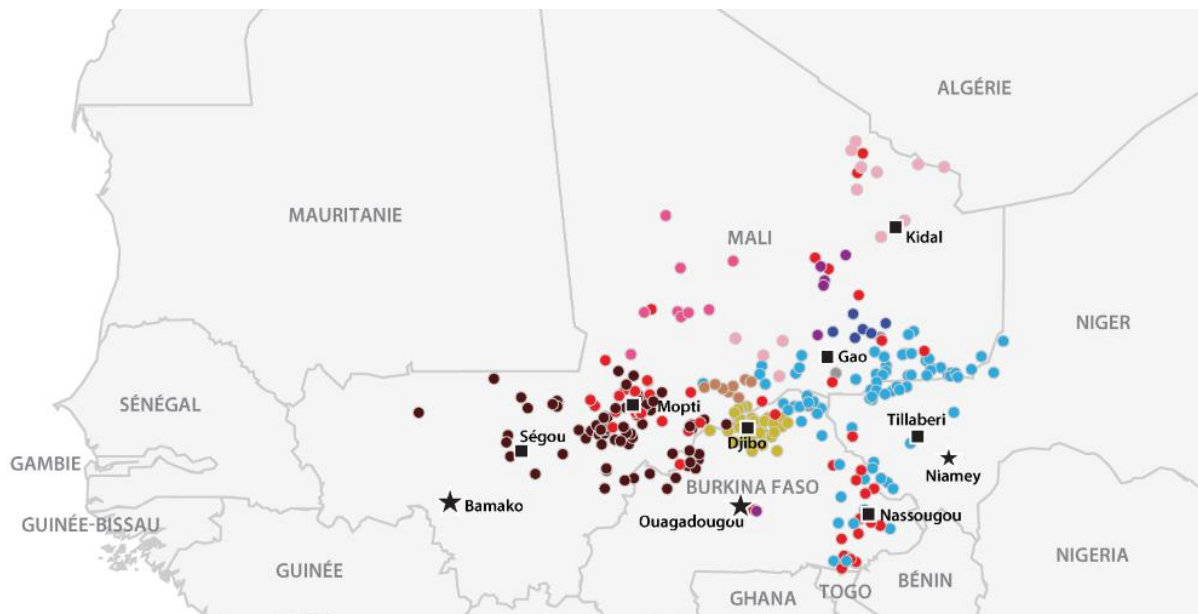 ALGÉRIE
MAURITANIE
MALI
Kidal
NIGER
Gao
SÉNÉGAL
Mopti
Ségou
Djibo
Tillaberi
GAMBIE
Niamey
BURKINA FASO
Bamako
Ouagadougou
Nassougou
GUINÉE-BISSAU
GUINÉE
NIGERIA
BÉNIN
GHANA
TOGO